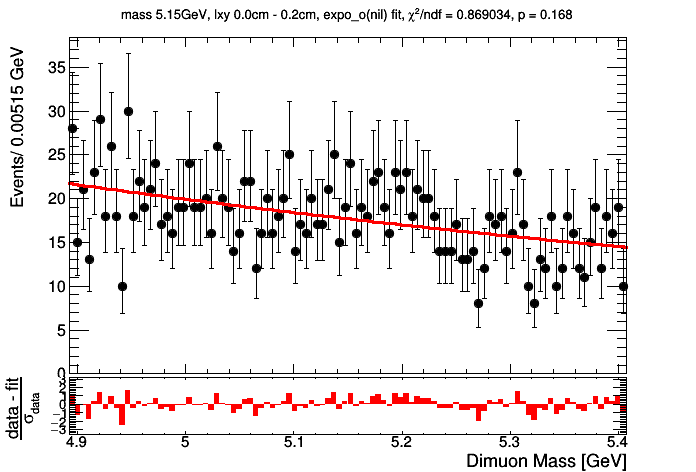 mass 5.15GeV, lxy 0.0cm - 0.2cm, expo_o(nil) fit, χ²/ndf = 0.869034, p = 0.168
Events/ 0.00515 GeV
35
30
25
20
15
10
5
0
data - fit
σdata
3
2
1
0
-1
-2
-3
4.9 5 5.1 5.2 5.3 5.4
Dimuon Mass [GeV]